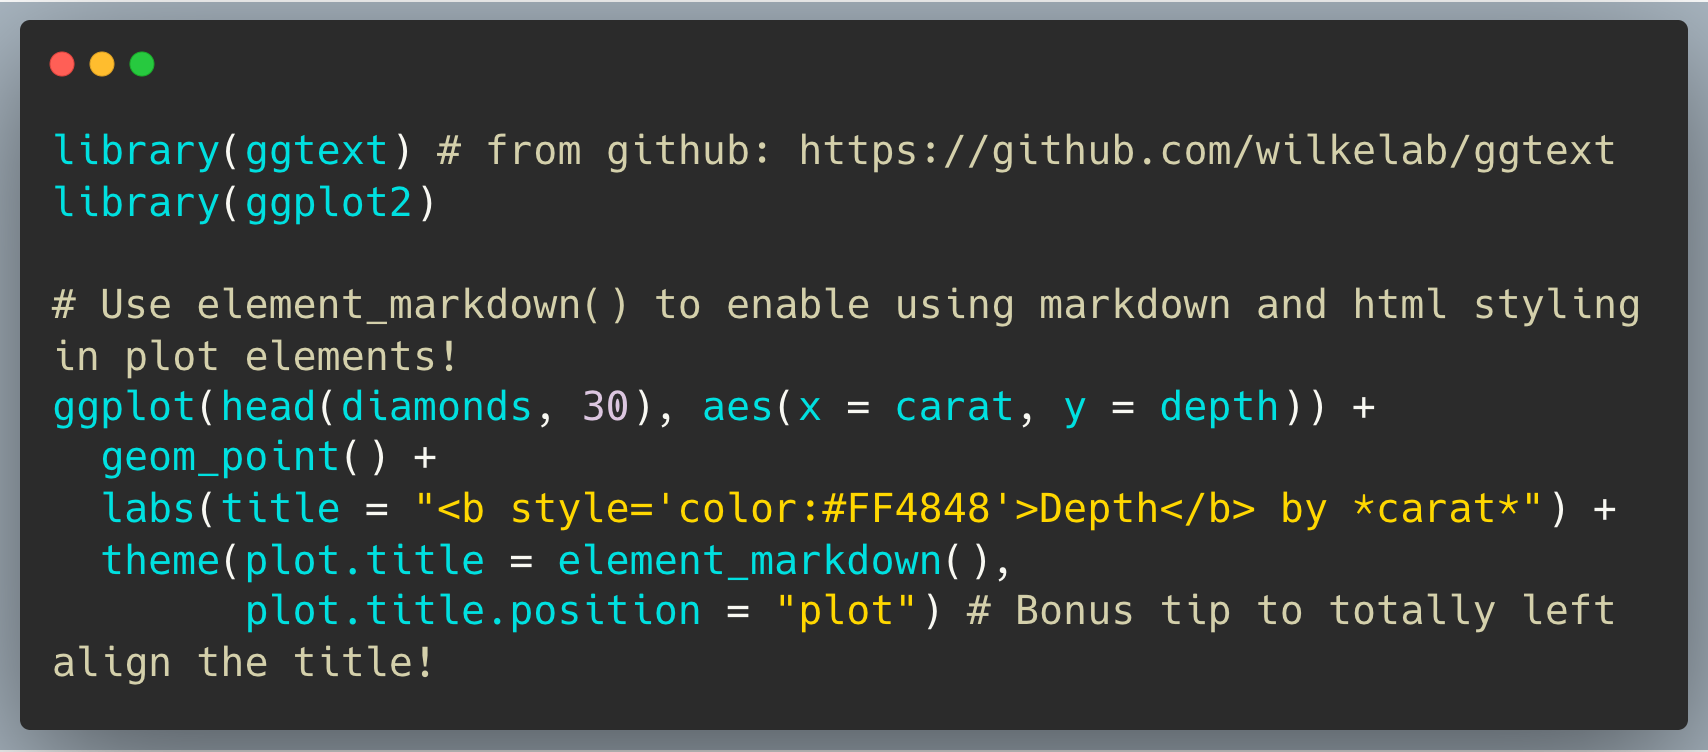 library(ggtext) # from github: https://github.com/wilkelab/ggtext
library(ggplot2)

# Use element_markdown() to enable using markdown and html styling
in plot elements!
ggplot(head(diamonds, 30), aes(x = carat, y = depth)) +
  geom_point() +
  labs(title = "<b style='color:#FF4848'>Depth</b> by *carat*") +
  theme(plot.title = element_markdown(),
        plot.title.position = "plot") # Bonus tip to totally left
align the title!